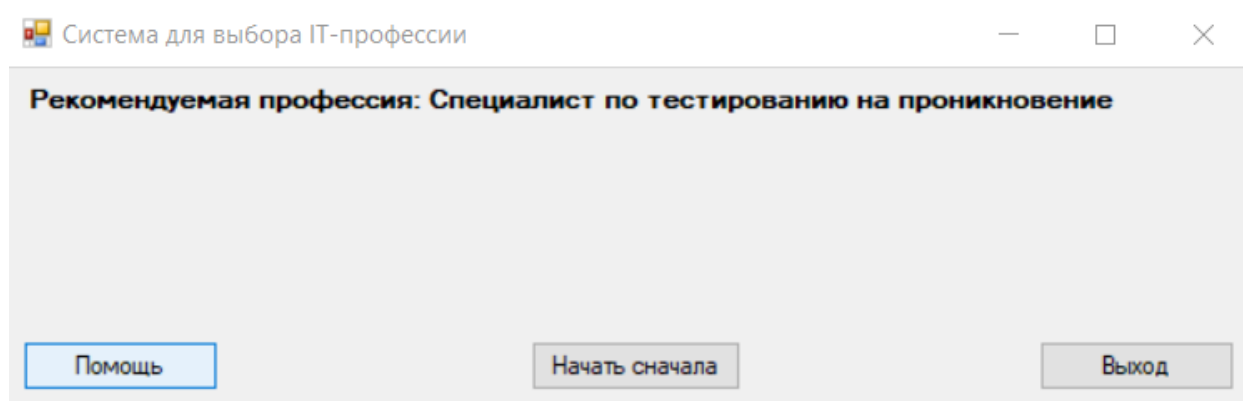 Система для выбора IT-профессии
Рекомендуемая профессия: Специалист по тестированию на проникновение
Помощь
Начать сначала
Выход